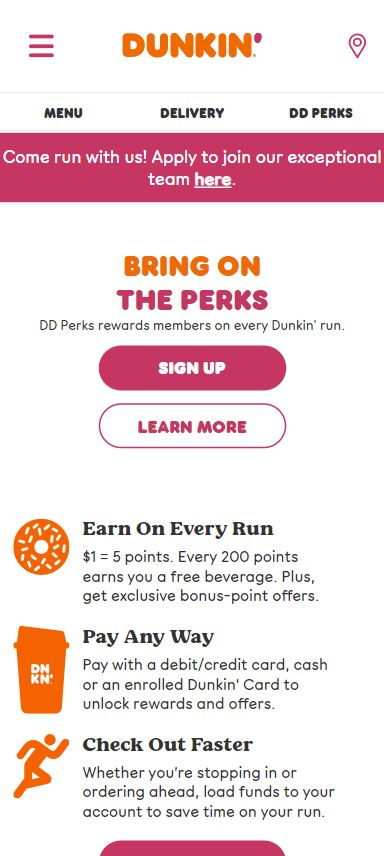 DUNKIN'
MENU
DELIVERY
DD PERKS
Come run with us! Apply to join our exceptional
team here.
BRING ON
THE PERKS
DD Perks rewards members on every Dunkin' run.
SIGN UP
LEARN MORE
Earn On Every Run
$1 = 5 points. Every 200 points
earns you a free beverage. Plus,
get exclusive bonus-point offers.
DN
KN'
Pay Any Way
Pay with a debit/credit card, cash
or an enrolled Dunkin' Card to
unlock rewards and offers.
Check Out Faster
Whether you're stopping in or
ordering ahead, load funds to your
account to save time on your run.